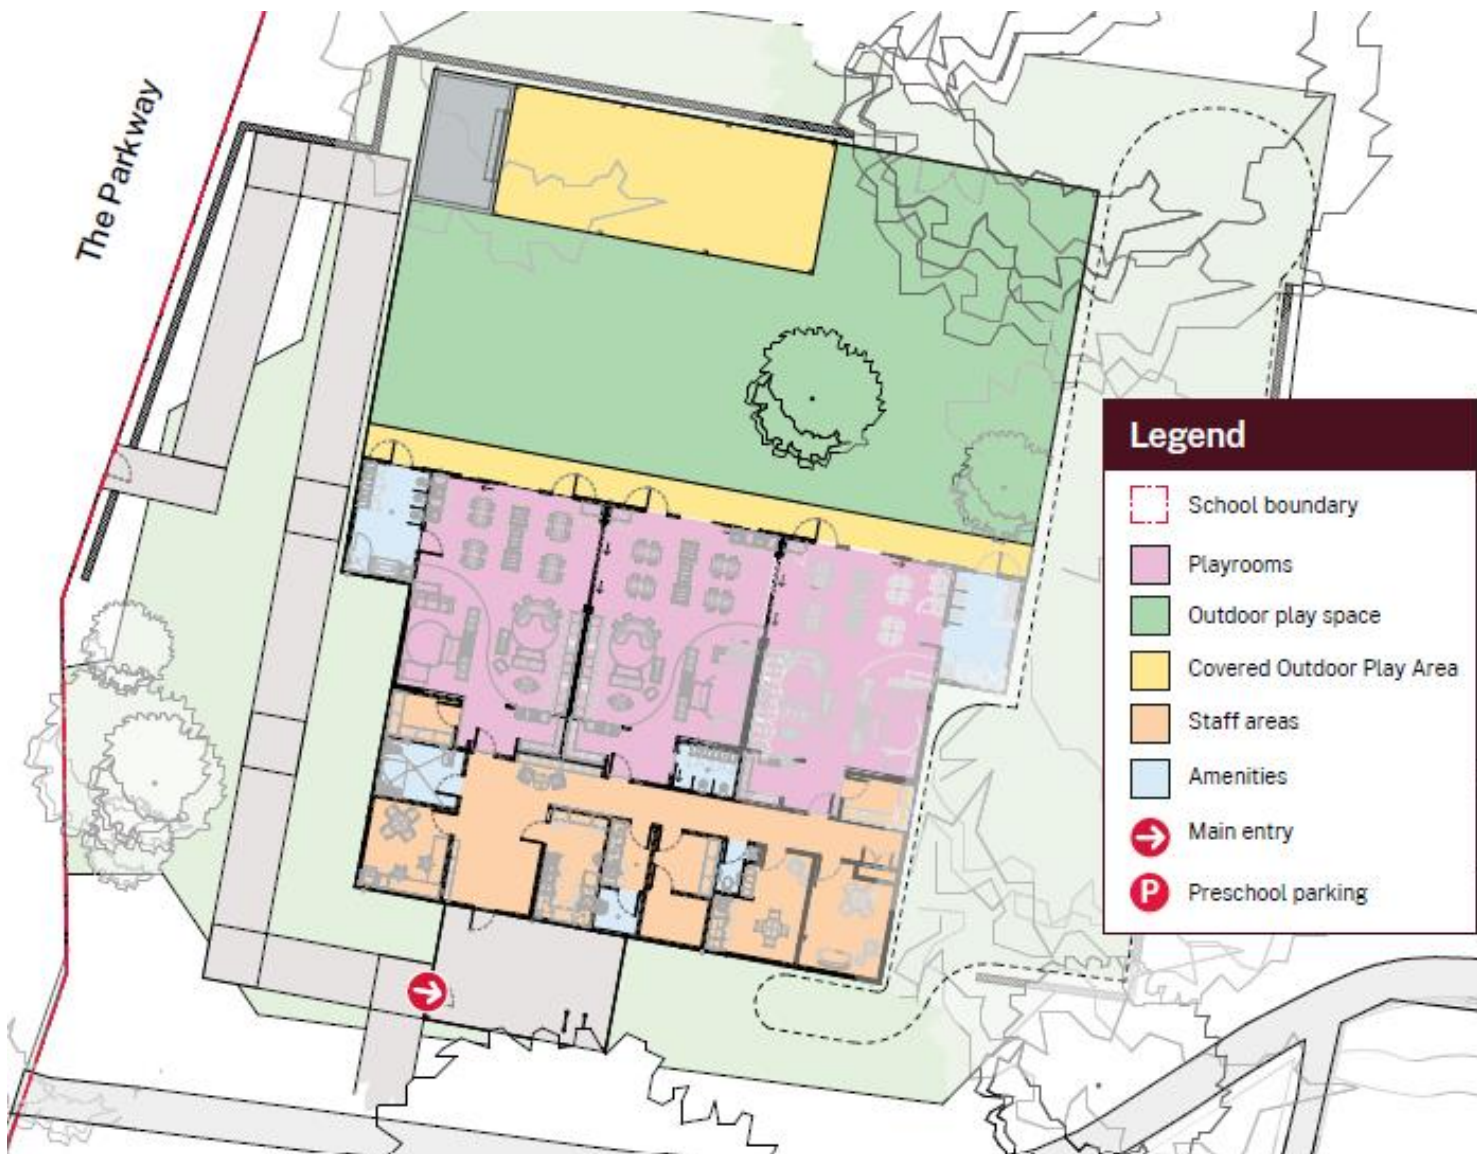 The Parkway
Legend
School boundary
Playrooms
Outdoor play space
Covered Outdoor Play Area
Staff areas
Amenities
Main entry
P Preschool parking